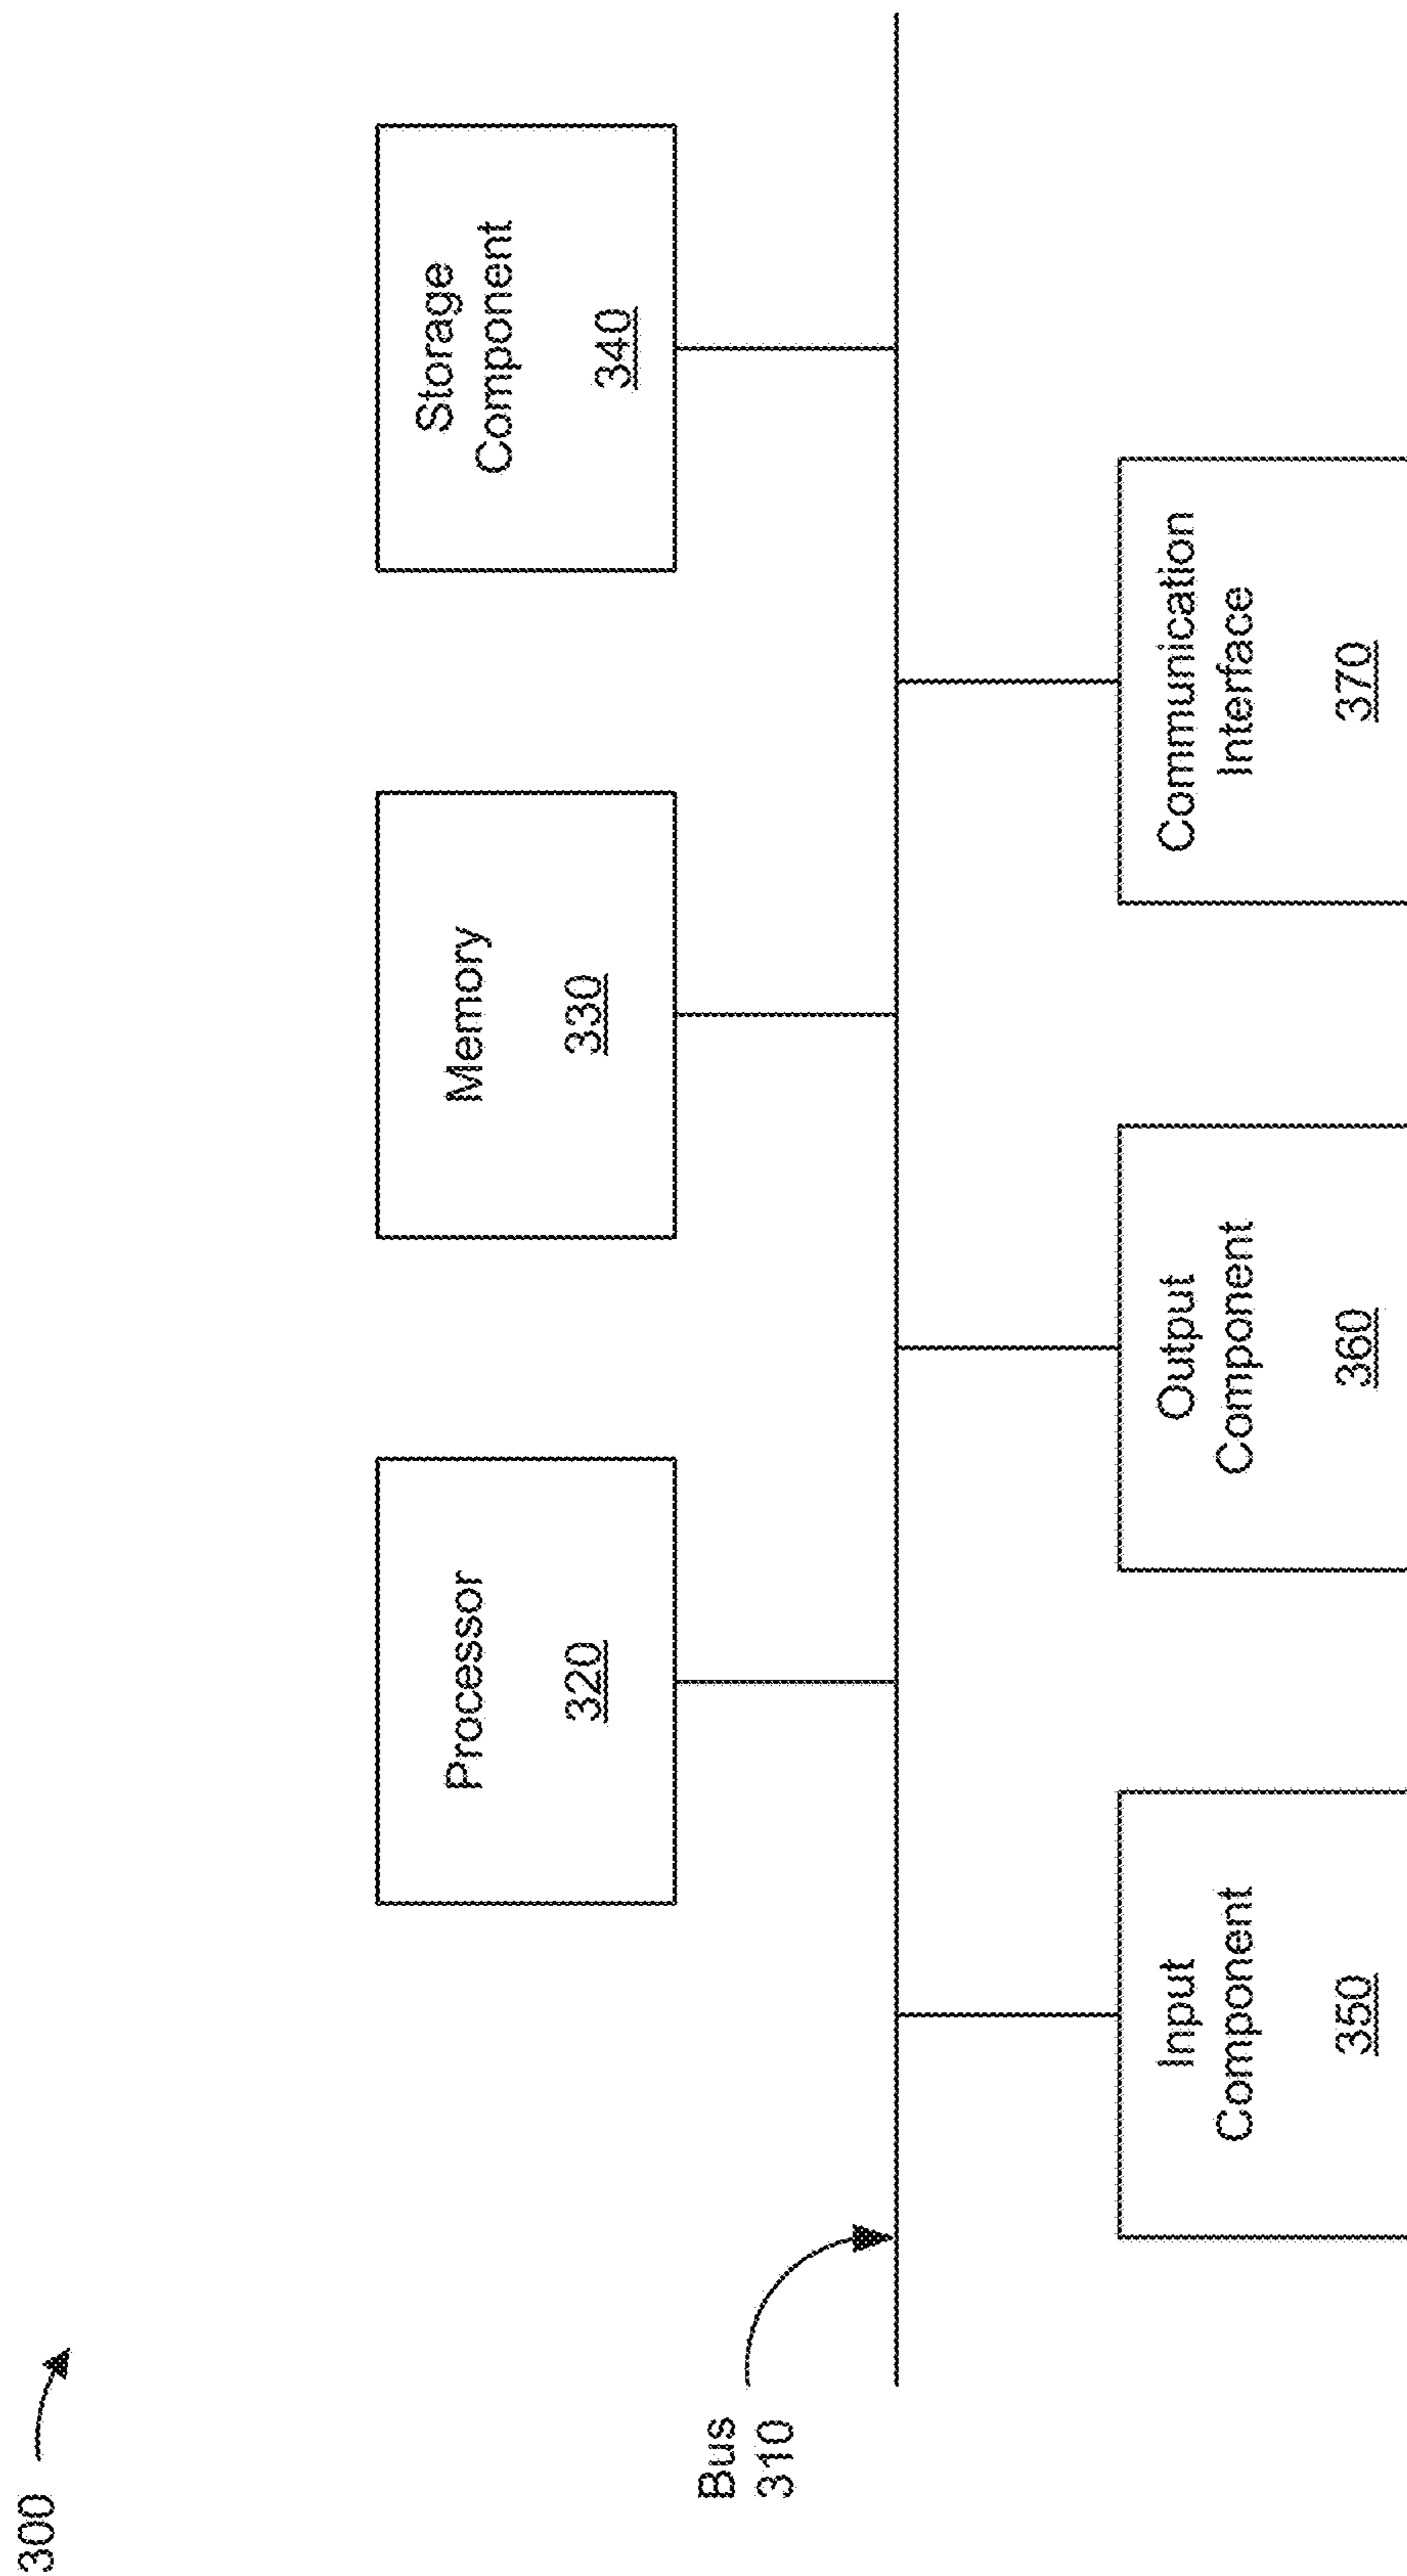 300
Processor
320
Memory
330
Storage
Component
340
Bus
310
Input
Component
350
Output
Component
360
Communication
Interface
370